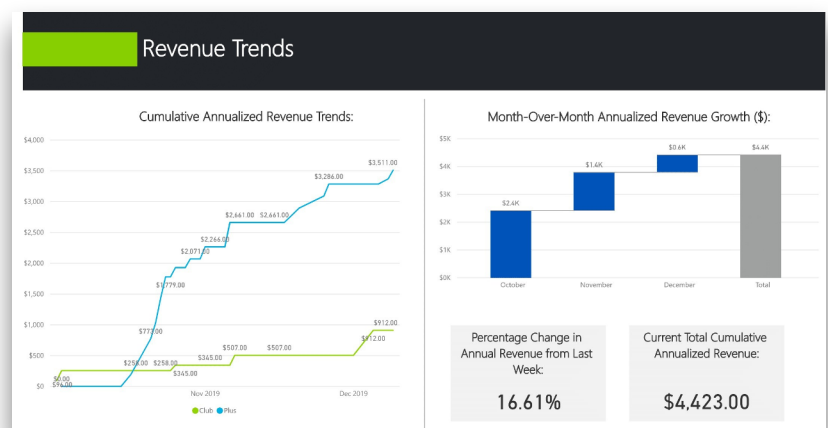 Revenue Trends
Cumulative Annualized Revenue Trends:
$4,000
$3,500
$3,000
$2,500
$2,000
$1,500
$1,000
$500
$0
$3,511.00
$3,286.00
$2,661.00 $2,661.00
$2,266.00
$2,071.00
$1,779.00
$777.00
$258.00 $258.00
$345.00
$345.00
$507.00 $507.00
$912.00
$912.00
$0.00
$94.00
Nov 2019 Dec 2019
Club Plus
Month-Over-Month Annualized Revenue Growth ($):
$5K
$4K
$3K
$2K
$1K
$0K
$2.4K
$1.4K
$0.6K
$4.4K
October November December Total
Percentage Change in
Annual Revenue from Last
Week:
16.61%
Current Total Cumulative
Annualized Revenue:
$4,423.00